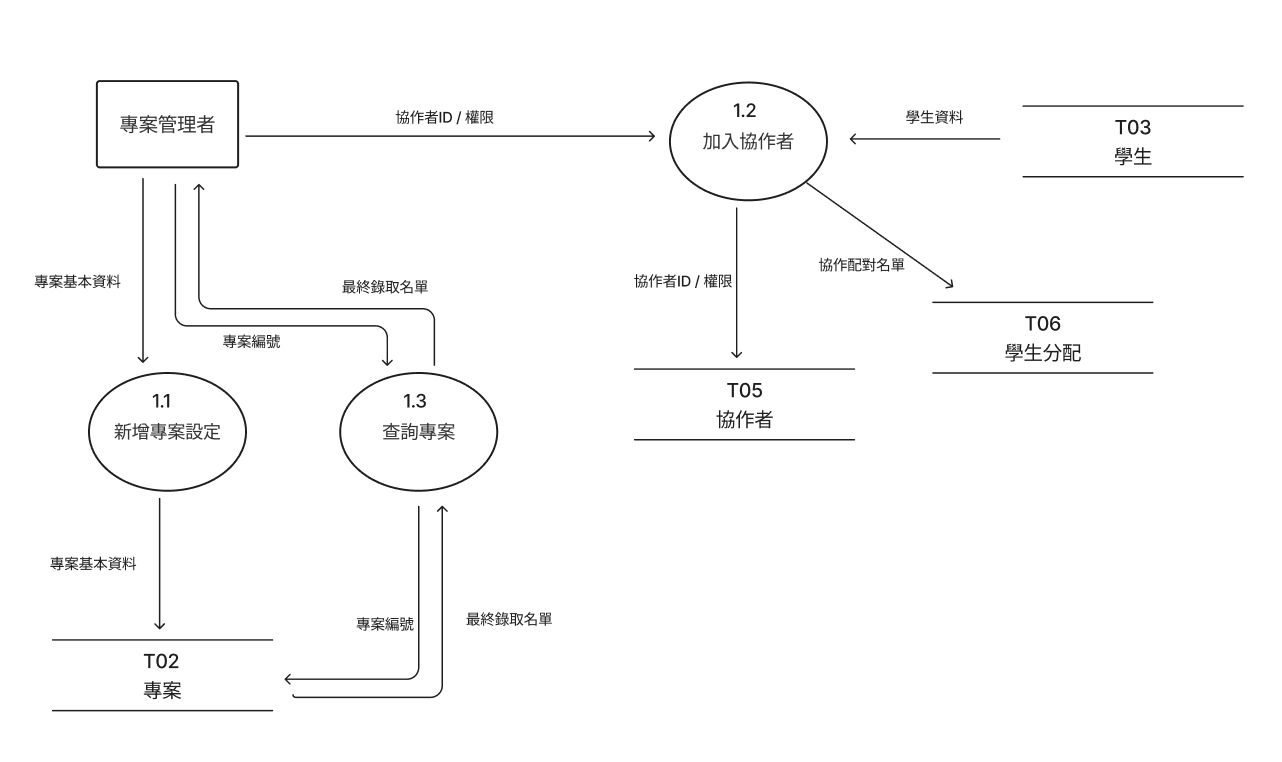 專案管理者
協作者ID / 權限
1.2
加入協作者
學生資料
T03
學生
專案基本資料
最終錄取名單
專案編號
協作者ID / 權限
協作配對名單
T06
學生分配
T05
協作者
1.1
新增專案設定
1.3
查詢專案
專案基本資料
專案編號
最終錄取名單
T02
專案